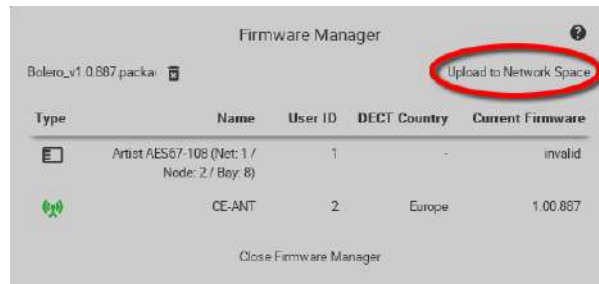 Firmware Manager
Bolero_v1.0.887.packa
Upload to Network Space
Type Name User ID DECT Country Current Firmware
Artist AES67-108 (Net: 1 / 1 - invalid
Node: 2 / Bay: 8)
CE-ANT 2 Europe 1.00.887
Close Firmware Manager